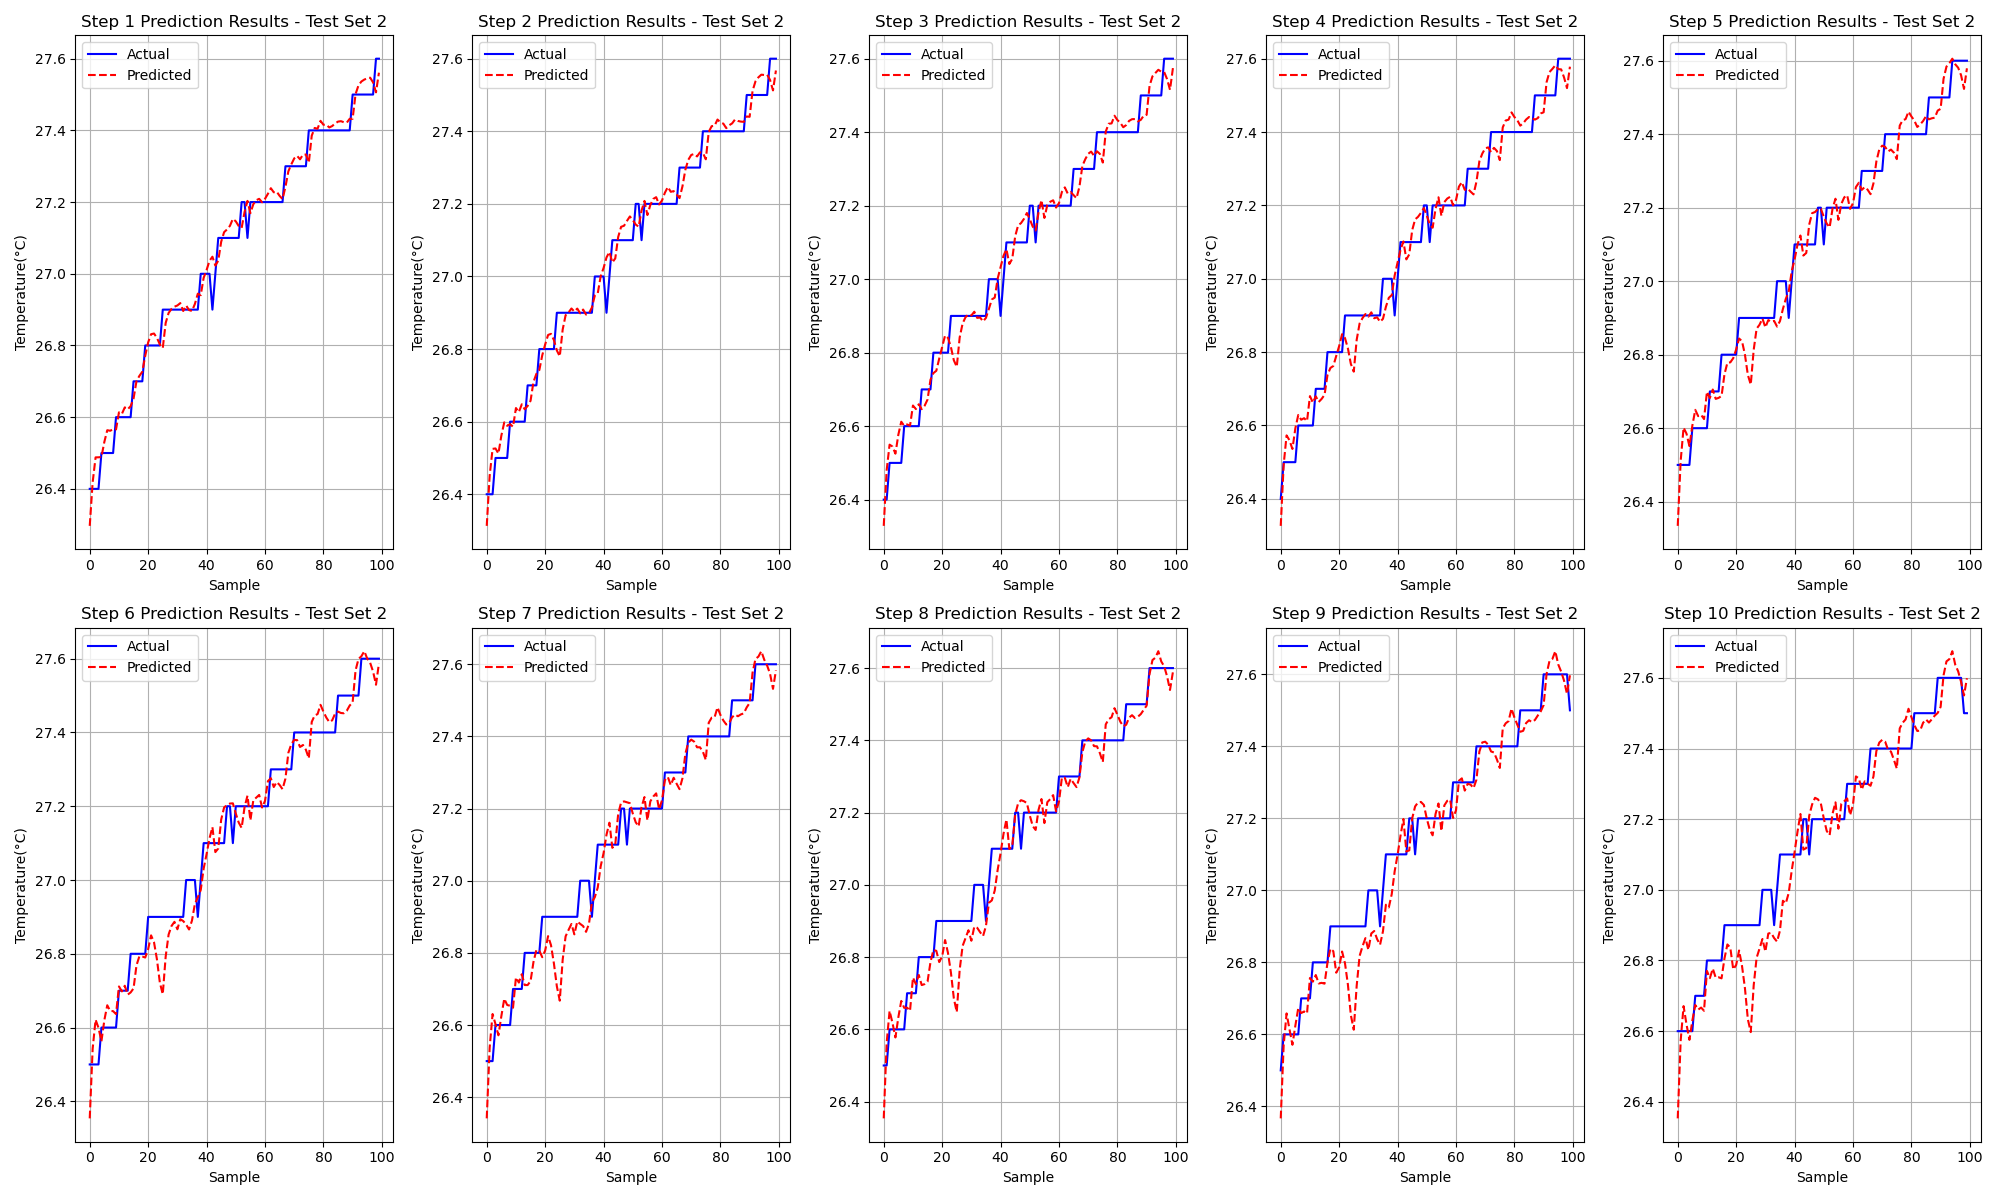 Step 1 Prediction Results - Test Set 2
Actual
Predicted
27.6
27.4
27.2
27.0
26.8
26.6
26.4
Temperature(°C)
0 20 40 60 80 100
Sample
Step 2 Prediction Results - Test Set 2
Actual
Predicted
27.6
27.4
27.2
27.0
26.8
26.6
26.4
Temperature(°C)
0 20 40 60 80 100
Sample
Step 3 Prediction Results - Test Set 2
Actual
Predicted
27.6
27.4
27.2
27.0
26.8
26.6
26.4
Temperature(°C)
0 20 40 60 80 100
Sample
Step 4 Prediction Results - Test Set 2
Actual
Predicted
27.6
27.4
27.2
27.0
26.8
26.6
26.4
Temperature(°C)
0 20 40 60 80 100
Sample
Step 5 Prediction Results - Test Set 2
Actual
Predicted
27.6
27.4
27.2
27.0
26.8
26.6
26.4
Temperature(°C)
0 20 40 60 80 100
Sample
Step 6 Prediction Results - Test Set 2
Actual
Predicted
27.6
27.4
27.2
27.0
26.8
26.6
26.4
Temperature(°C)
0 20 40 60 80 100
Sample
Step 7 Prediction Results - Test Set 2
Actual
Predicted
27.6
27.4
27.2
27.0
26.8
26.6
26.4
Temperature(°C)
0 20 40 60 80 100
Sample
Step 8 Prediction Results - Test Set 2
Actual
Predicted
27.6
27.4
27.2
27.0
26.8
26.6
26.4
Temperature(°C)
0 20 40 60 80 100
Sample
Step 9 Prediction Results - Test Set 2
Actual
Predicted
27.6
27.4
27.2
27.0
26.8
26.6
26.4
Temperature(°C)
0 20 40 60 80 100
Sample
Step 10 Prediction Results - Test Set 2
Actual
Predicted
27.6
27.4
27.2
27.0
26.8
26.6
26.4
Temperature(°C)
0 20 40 60 80 100
Sample